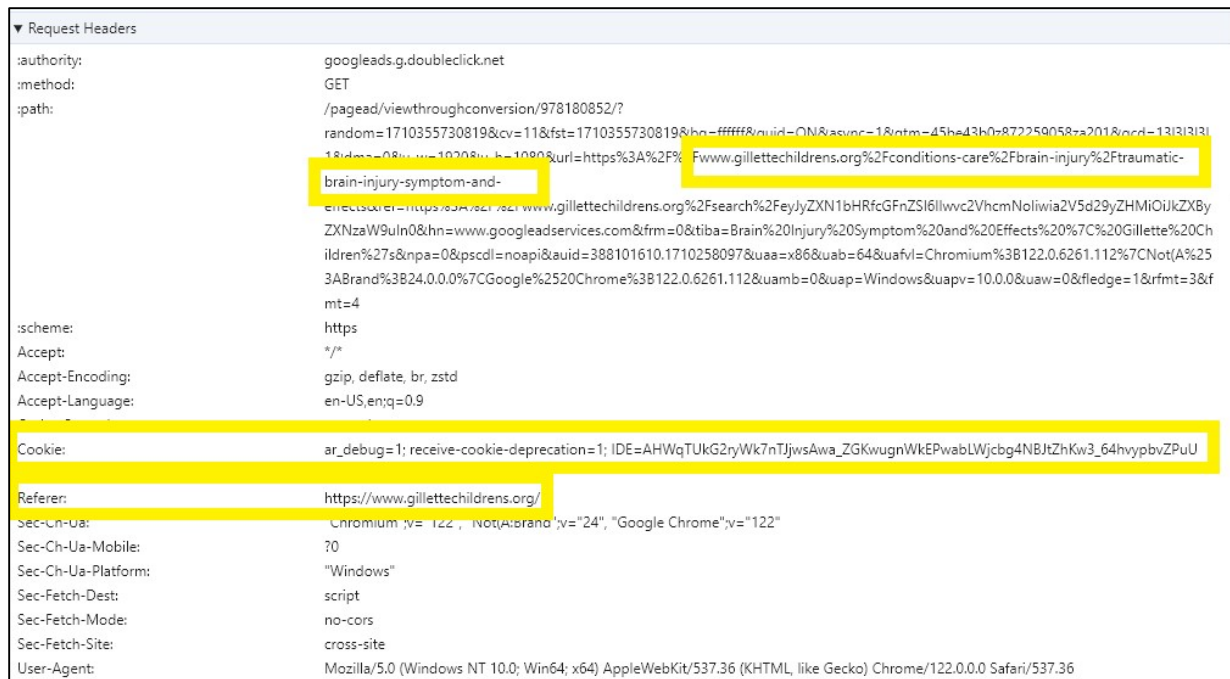 ▼ Request Headers
:authority: googleads.g.doubleclick.net
:method: GET
:path: /pagead/viewthroughconversion/978180852/?
random=1710355730819&cv=11&fst=1710355730819&bg=ffffff&guid=ON&async=1&gtm=45be43b0z872259058za201&gcd=13l3l3l3l
1&dma=0&u_w=1920&u_h=1080&url=https%3A%2F%2Fwww.gillettechildrens.org%2Fconditions-care%2Fbrain-injury%2Ftraumatic-
brain-injury-symptom-and-
effects&ref=https%3A%2F%2Fwww.gillettechildrens.org%2Fsearch%2FeyJyZXN1bHRfcGFnZSI6Ilwvc2VhcmNoIiwia2V5d29yZHMiOiJkZXBy
ZXNzaW9uIn0&hn=www.googleadservices.com&frm=0&tiba=Brain%20Injury%20Symptom%20and%20Effects%20%7C%20Gillette%20Ch
ildren%27s&npa=0&pscdl=noapi&auid=388101610.1710258097&uaa=x86&uab=64&uafvl=Chromium%3B122.0.6261.112%7CNot(A%25
3ABrand%3B24.0.0.0%7CGoogle%2520Chrome%3B122.0.6261.112&uamb=0&uap=Windows&uapv=10.0.0&uaw=0&fledge=1&rfmt=3&f
mt=4
:scheme: https
Accept: */*
Accept-Encoding: gzip, deflate, br, zstd
Accept-Language: en-US,en;q=0.9
Cookie: ar_debug=1; receive-cookie-deprecation=1; IDE=AHWqTUkG2ryWk7nTJjwsAwa_ZGKwugnWkEPwabLWjcbg4NBJtZhKw3_64hvypbvZPuU
Referer: https://www.gillettechildrens.org/
Sec-Ch-Ua: "Chromium";v="122", "Not(A:Brand";v="24", "Google Chrome";v="122"
Sec-Ch-Ua-Mobile: ?0
Sec-Ch-Ua-Platform: "Windows"
Sec-Fetch-Dest: script
Sec-Fetch-Mode: no-cors
Sec-Fetch-Site: cross-site
User-Agent: Mozilla/5.0 (Windows NT 10.0; Win64; x64) AppleWebKit/537.36 (KHTML, like Gecko) Chrome/122.0.0.0 Safari/537.36